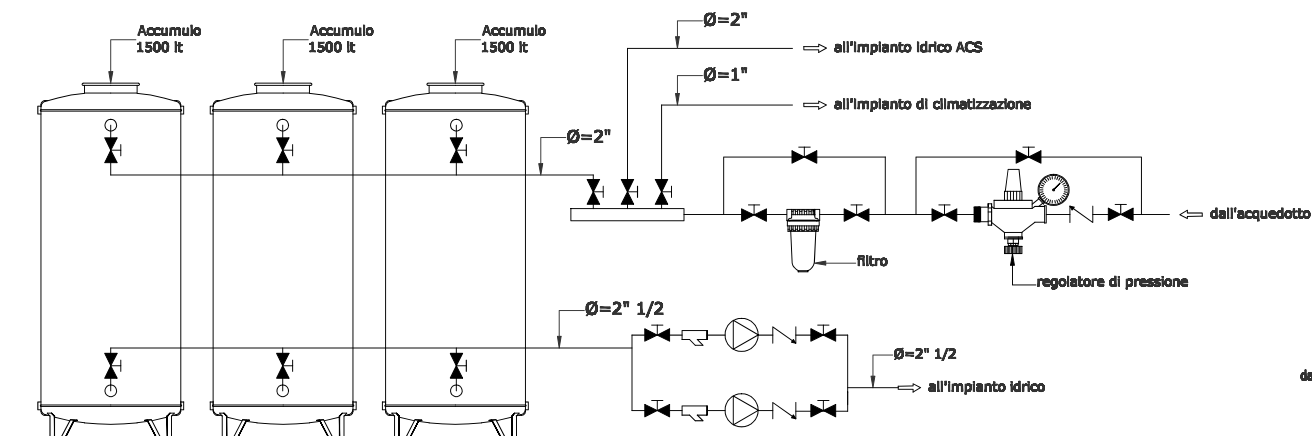 Accumulo
1500 lt
Accumulo
1500 lt
Accumulo
1500 lt
Ø=2"
all'impianto idrico ACS
Ø=1"
all'impianto di climatizzazione
Ø=2"
dall'acquedotto
filtro
regolatore di pressione
Ø=2" 1/2
Ø=2" 1/2
all'impianto idrico